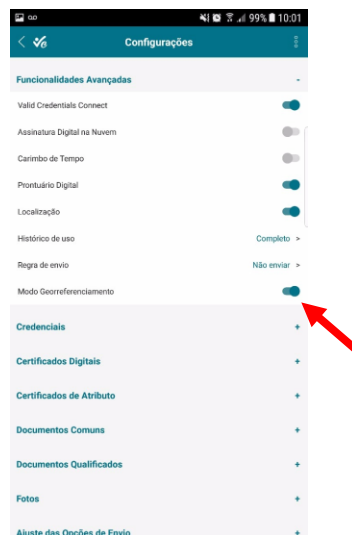 99% 10:01
Configurações
Funcionalidades Avançadas -
Valid Credentials Connect
Assinatura Digital na Nuvem
Carimbo de Tempo
Prontuário Digital
Localização
Histórico de uso Completo >
Regra de envio Não enviar >
Modo Georreferenciamento
Credenciais +
Certificados Digitais +
Certificados de Atributo +
Documentos Comuns +
Documentos Qualificados +
Fotos +
Ajuste das Opções de Envio +